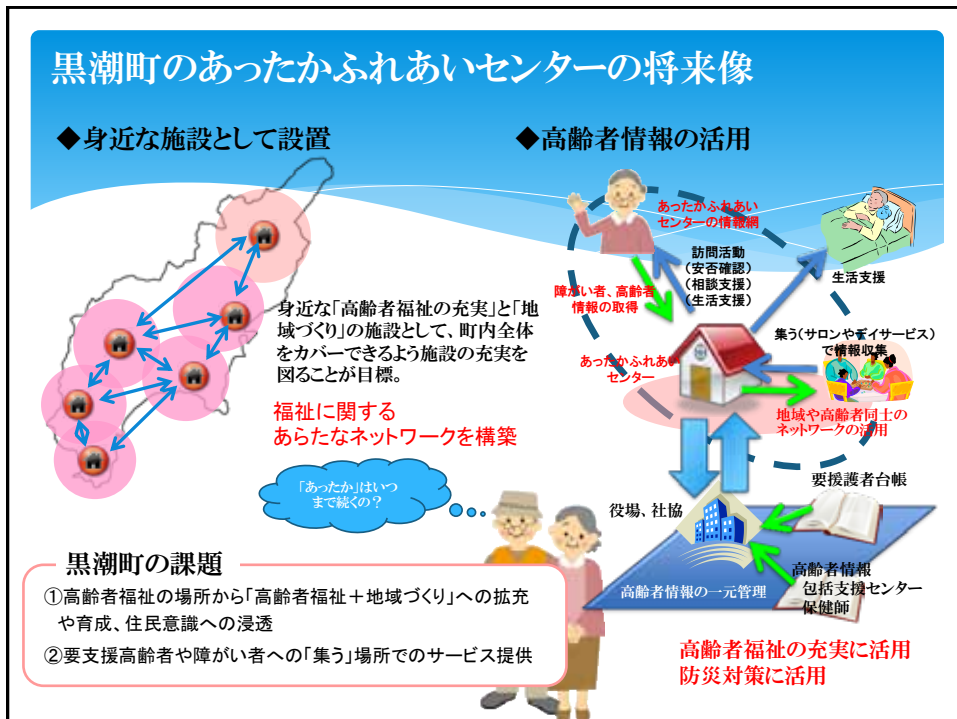 黒潮町のあったかふれあいセンターの将来像
◆身近な施設として設置
身近な「高齢者福祉の充実」と「地
域づくり」の施設として、町内全体
をカバーできるよう施設の充実を
図ることが目標。
福祉に関する
あらたなネットワークを構築
「あったか」はいつ
まで続くの？
黒潮町の課題
①高齢者福祉の場所から「高齢者福祉＋地域づくり」への拡充
や育成、住民意識への浸透
②要支援高齢者や障がい者への「集う」場所でのサービス提供
◆高齢者情報の活用
あったかふれあい
センターの情報網
訪問活動
（安否確認）
（相談支援）
（生活支援）
生活支援
障がい者、高齢者
情報の取得
集う（サロンやデイサービス）
で情報収集
あったかふれあい
センター
地域や高齢者同士の
ネットワークの活用
要援護者台帳
役場、社協
高齢者情報
包括支援センター
保健師
高齢者情報の一元管理
高齢者福祉の充実に活用
防災対策に活用